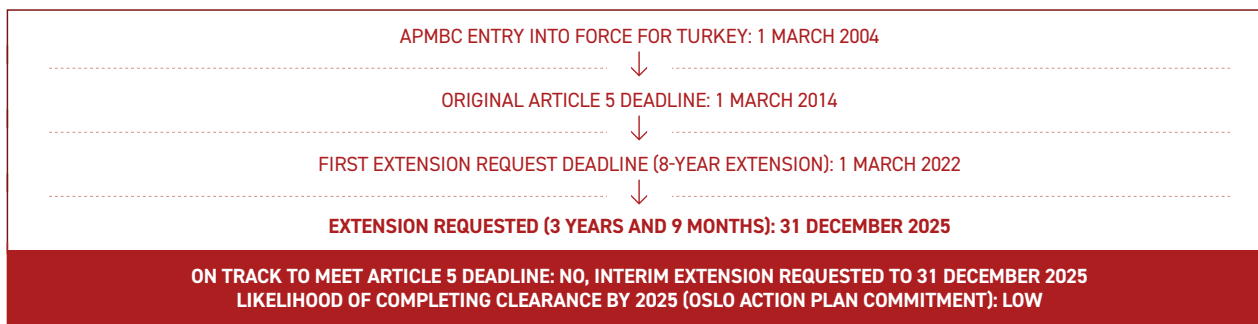 APMBC ENTRY INTO FORCE FOR TURKEY: 1 MARCH 2004
ORIGINAL ARTICLE 5 DEADLINE: 1 MARCH 2014
FIRST EXTENSION REQUEST DEADLINE (8-YEAR EXTENSION): 1 MARCH 2022
EXTENSION REQUESTED (3 YEARS AND 9 MONTHS): 31 DECEMBER 2025
ON TRACK TO MEET ARTICLE 5 DEADLINE: NO, INTERIM EXTENSION REQUESTED TO 31 DECEMBER 2025
LIKELIHOOD OF COMPLETING CLEARANCE BY 2025 (OSLO ACTION PLAN COMMITMENT): LOW